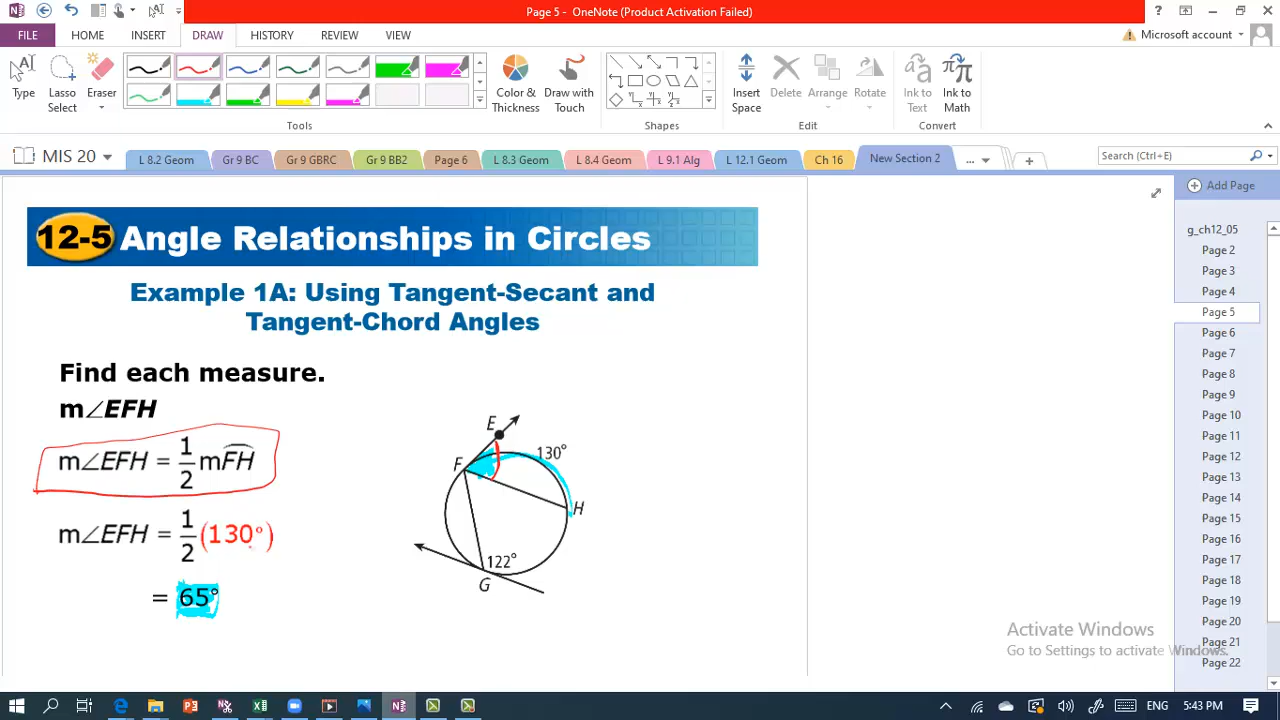 Page 5 - OneNote (Product Activation Failed)
FILE HOME INSERT DRAW HISTORY REVIEW VIEW
Microsoft account
Type
Lasso Select
Eraser
Color & Thickness
Draw with Touch
Insert Space
Delete
Arrange
Rotate
Ink to Text
Ink to Math
Tools
Shapes
Edit
Convert
MIS 20
L 8.2 Geom
Gr 9 BC
Gr 9 GBRC
Gr 9 BB2
Page 6
L 8.3 Geom
L 8.4 Geom
L 9.1 Alg
L 12.1 Geom
Ch 16
New Section 2
...
Search (Ctrl+E)
Add Page
g_ch12_05
Page 2
Page 3
Page 4
Page 5
Page 6
Page 7
Page 8
Page 9
Page 10
Page 11
Page 12
Page 13
Page 14
Page 15
Page 16
Page 17
Page 18
Page 19
Page 20
Page 21
Page 22
12-5 Angle Relationships in Circles
Example 1A: Using Tangent-Secant and
Tangent-Chord Angles
Find each measure.
m∠EFH
m∠EFH = 1/2 mFH
m∠EFH = 1/2 (130°)
= 65°
E
F
130°
H
122°
G
Activate Windows
Go to Settings to activate Windows.
ENG 5:43 PM